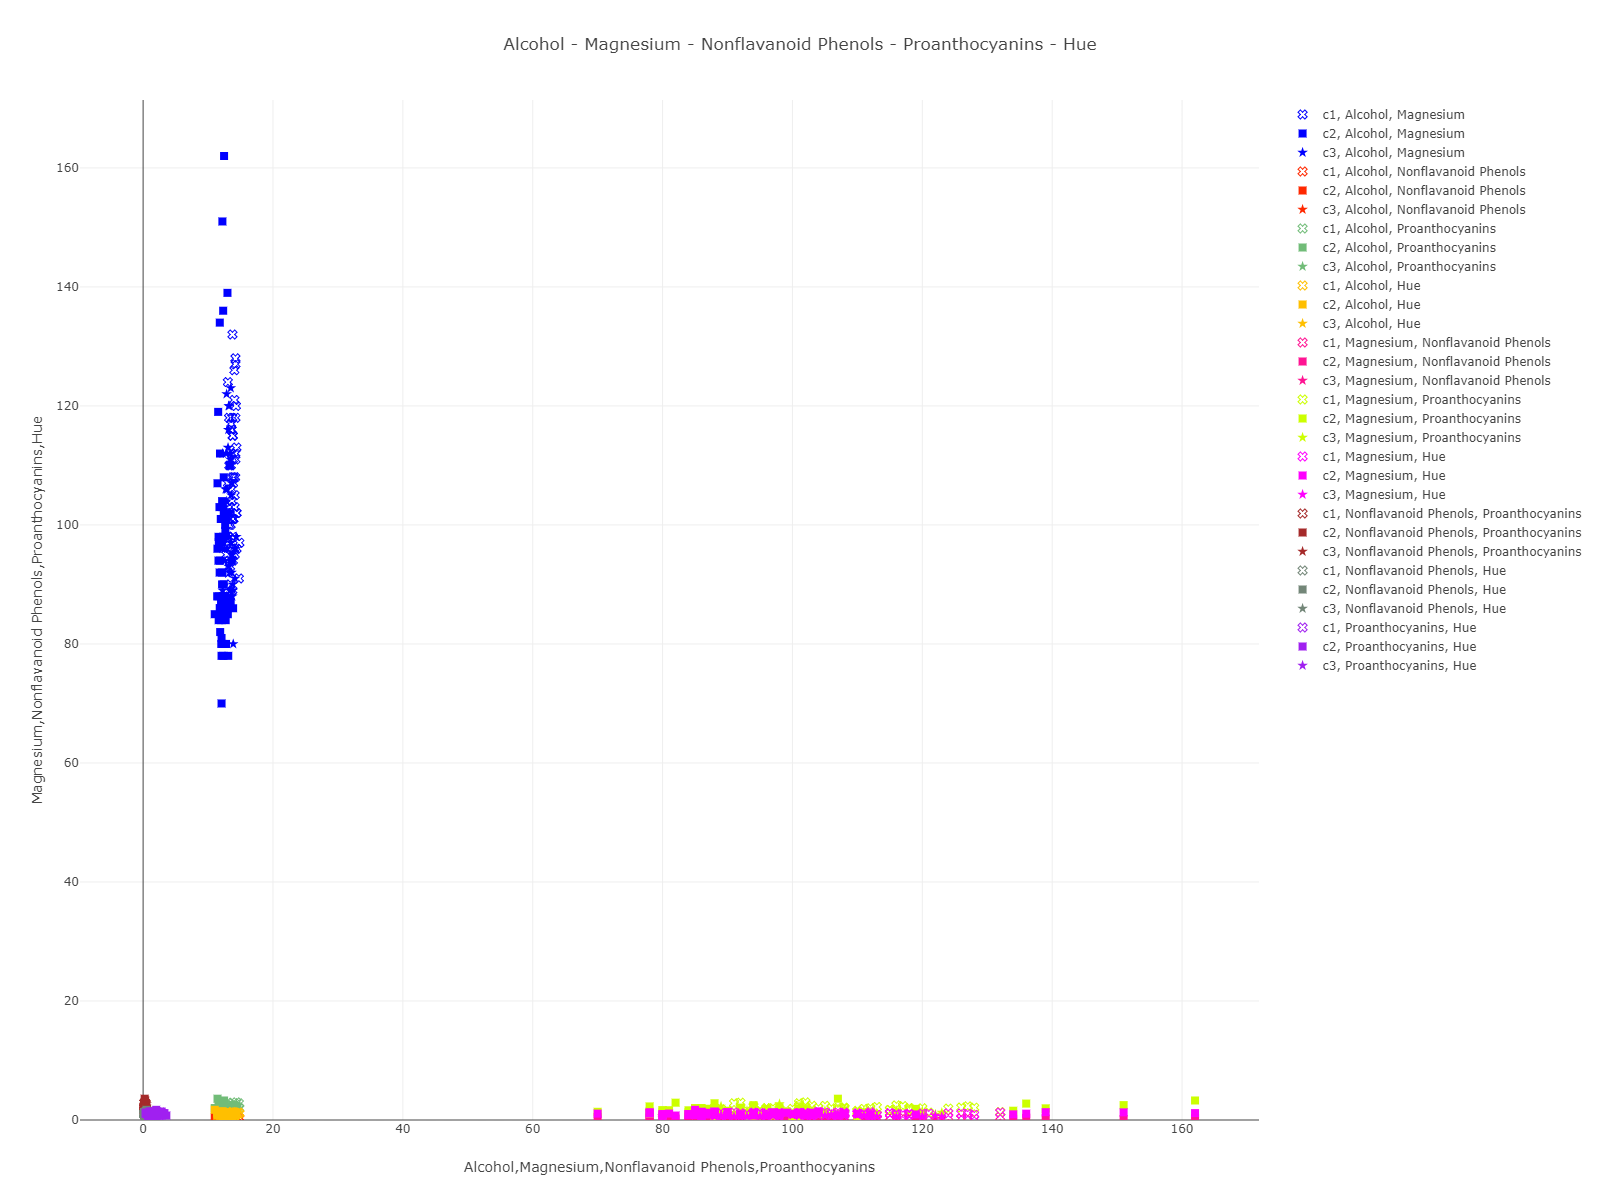 Alcohol - Magnesium - Nonflavanoid Phenols - Proanthocyanins - Hue
c1, Alcohol, Magnesium
c2, Alcohol, Magnesium
c3, Alcohol, Magnesium
c1, Alcohol, Nonflavanoid Phenols
c2, Alcohol, Nonflavanoid Phenols
c3, Alcohol, Nonflavanoid Phenols
c1, Alcohol, Proanthocyanins
c2, Alcohol, Proanthocyanins
c3, Alcohol, Proanthocyanins
c1, Alcohol, Hue
c2, Alcohol, Hue
c3, Alcohol, Hue
c1, Magnesium, Nonflavanoid Phenols
c2, Magnesium, Nonflavanoid Phenols
c3, Magnesium, Nonflavanoid Phenols
c1, Magnesium, Proanthocyanins
c2, Magnesium, Proanthocyanins
c3, Magnesium, Proanthocyanins
c1, Magnesium, Hue
c2, Magnesium, Hue
c3, Magnesium, Hue
c1, Nonflavanoid Phenols, Proanthocyanins
c2, Nonflavanoid Phenols, Proanthocyanins
c3, Nonflavanoid Phenols, Proanthocyanins
c1, Nonflavanoid Phenols, Hue
c2, Nonflavanoid Phenols, Hue
c3, Nonflavanoid Phenols, Hue
c1, Proanthocyanins, Hue
c2, Proanthocyanins, Hue
c3, Proanthocyanins, Hue
Magnesium,Nonflavanoid Phenols,Proanthocyanins,Hue
160
140
120
100
80
60
40
20
0
0 20 40 60 80 100 120 140 160
Alcohol,Magnesium,Nonflavanoid Phenols,Proanthocyanins